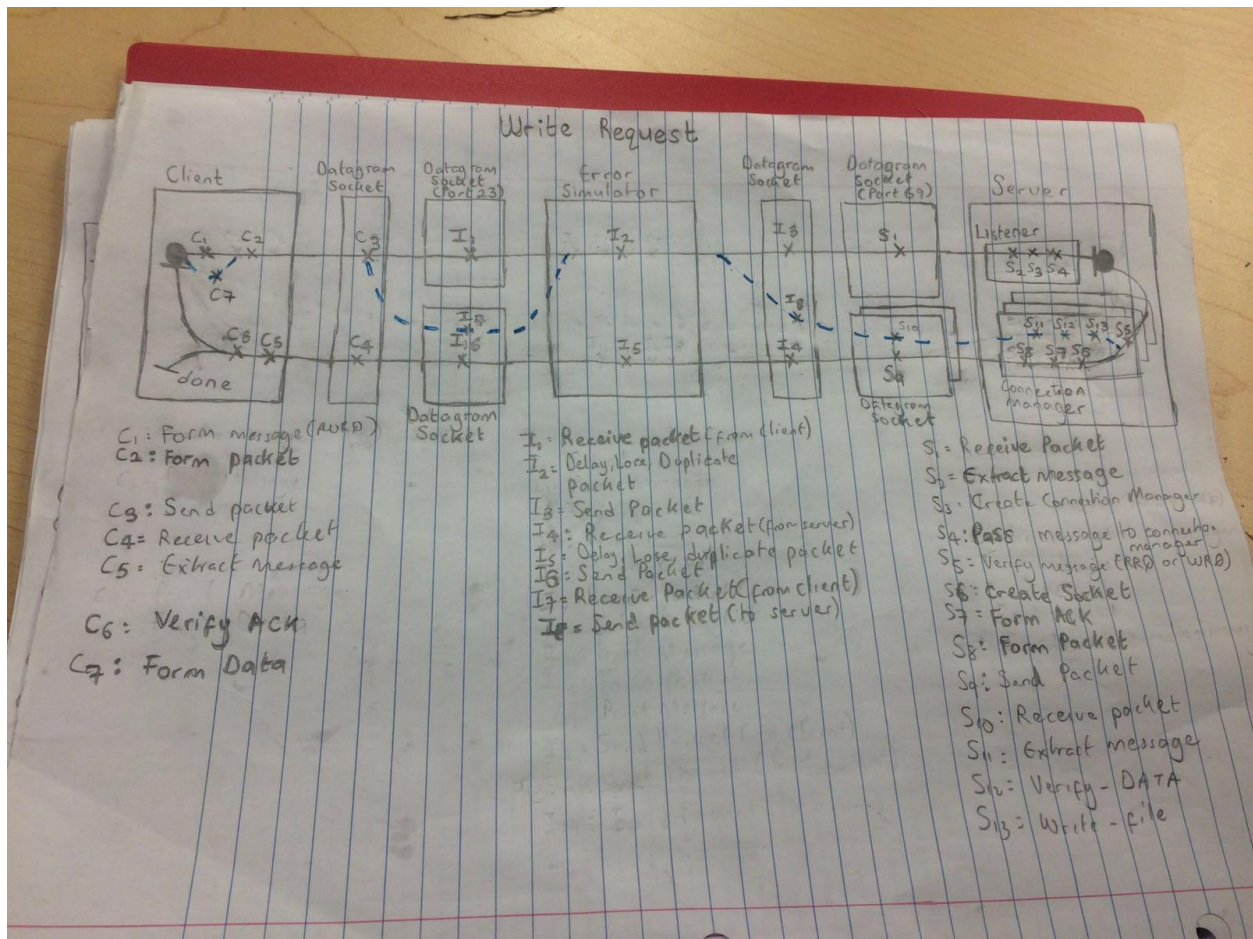 Write Request
Client
Datagram
Socket
Datagram
Socket
(Port 23)
Error
Simulator
Datagram
Socket
Datagram
Socket
(Port 69)
Server
C1
C2
C3
I1
I2
I3
S1
Listener
S2 S3 S4
C7
I7
I8
S10
S11 S12 S13 S5
C6 C5
C4
I6
I5
I4
S9
S8 S7 S6
done
Datagram
Socket
Datagram
Socket
Connection
Manager
C1: Form message
C2: Form packet
C3: Send packet
C4= Receive packet
C5: Extract Message
C6: Verify ACK
C7: Form Data
I1= Receive packet (from client)
I2= Delay, Lose, Duplicate
packet
I3= Send Packet
I4: Receive packet (from server)
I5= Delay, Lose, duplicate packet
I6= Send Packet
I7= Receive Packet (from client)
I8= Send packet (to server)
S1= Receive Packet
S2= Extract message
S3= Create Connection Manager
S4: Pass message to connection
manager
S5: Verify message (RRQ or WRQ)
S6: Create Socket
S7= Form ACK
S8: Form Packet
S9: Send Packet
S10: Receive packet
S11: Extract message
S12= Verify - DATA
S13= Write - file